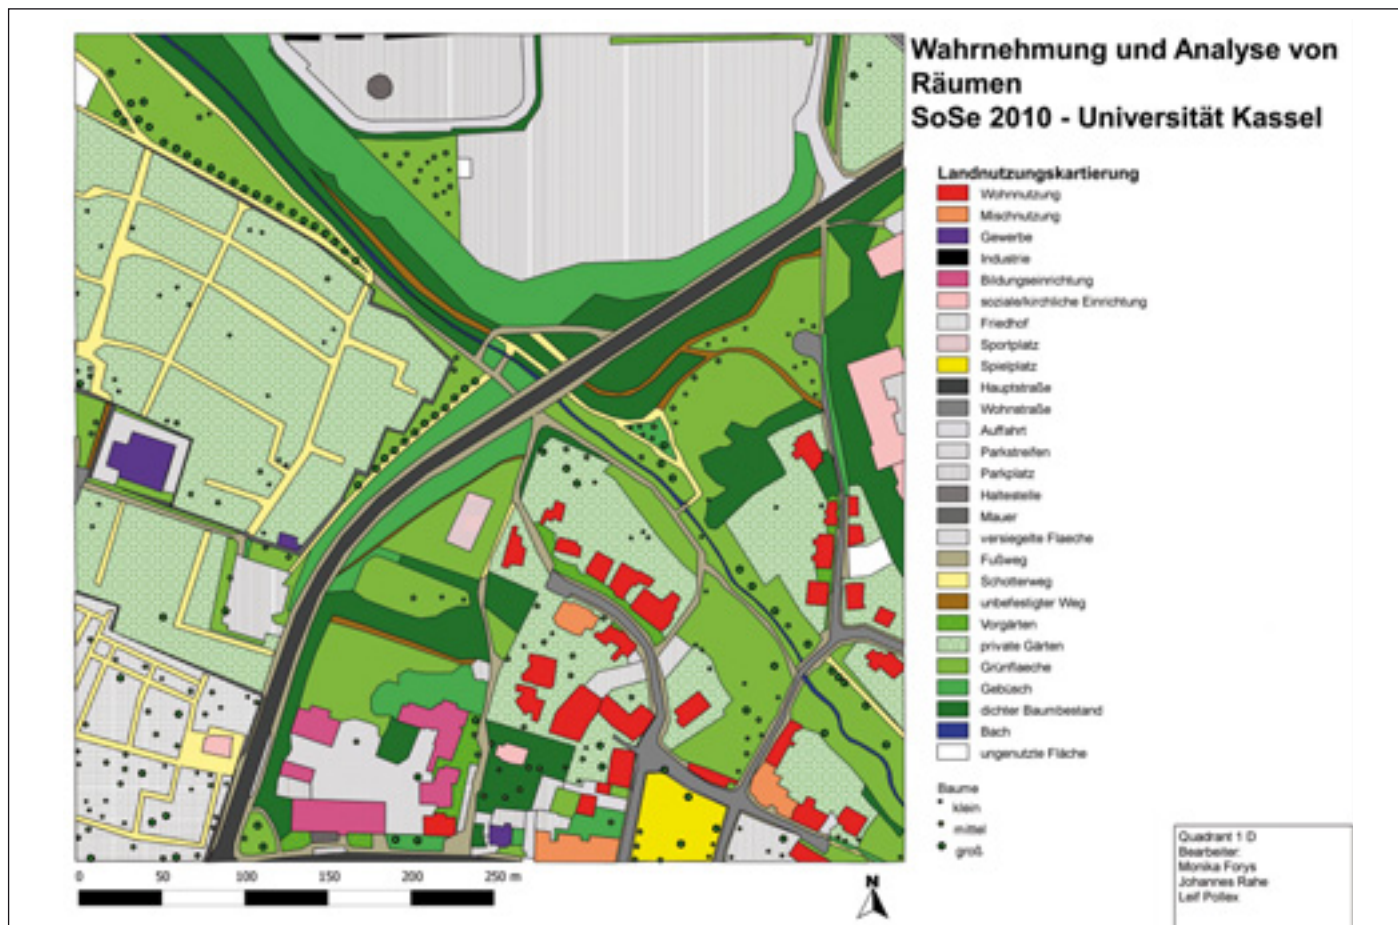 Wahrnehmung und Analyse von
Räumen
SoSe 2010 - Universität Kassel
Landnutzungskartierung
Wohnnutzung
Mischnutzung
Gewerbe
Industrie
Bildungseinrichtung
soziale/kirchliche Einrichtung
Friedhof
Sportplatz
Spielplatz
Hauptstraße
Wohnstraße
Auffahrt
Parkstreifen
Parkplatz
Haltestelle
Mauer
versiegelte Flaeche
Fußweg
Schotterweg
unbefestigter Weg
Vorgärten
private Gärten
Grünflaeche
Gebüsch
dichter Baumbestand
Bach
ungenutzte Fläche
Baume
klein
mittel
groß
Quadrant 1 D
Bearbeiter:
Monika Forys
Johannes Rahe
Leif Pollex
0 50 100 150 200 250 m
N